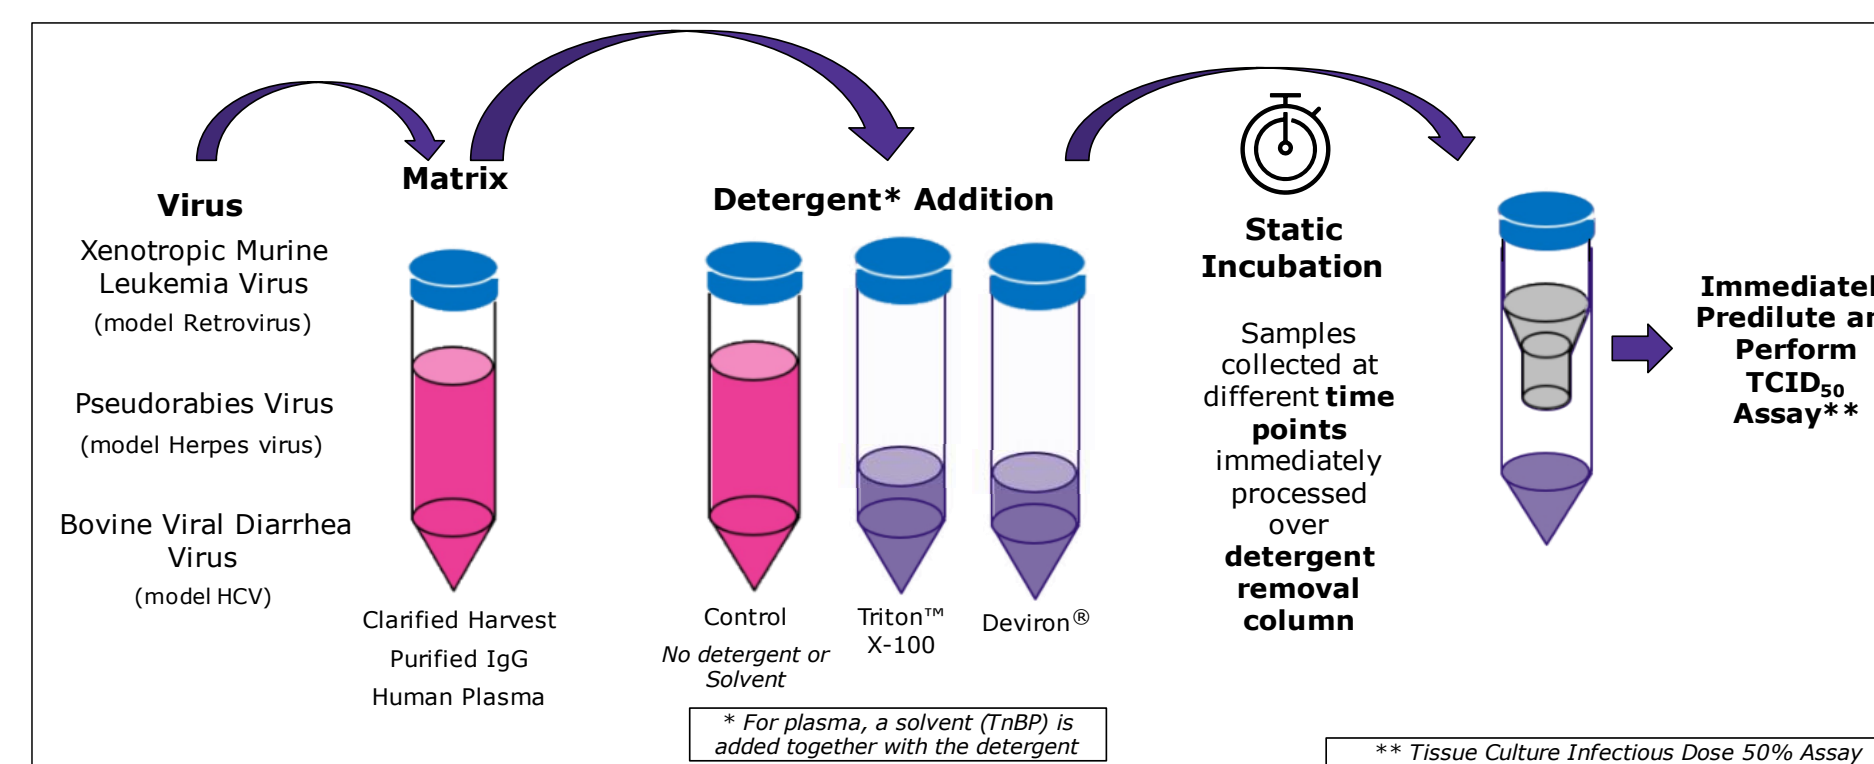 Virus
Xenotropic Murine
Leukemia Virus
(model Retrovirus)
Pseudorabies Virus
(model Herpes virus)
Bovine Viral Diarrhea
Virus
(model HCV)
Matrix
Clarified Harvest
Purified IgG
Human Plasma
Detergent* Addition
Control
No detergent or
Solvent
Triton™
X-100
Deviron®
* For plasma, a solvent (TnBP) is
added together with the detergent
Static
Incubation
Samples
collected at
different time
points
immediately
processed
over
detergent
removal
column
Predilute
Perform
TCID₅₀
Assay**
** Tissue Culture Infectious Dose 50% Assay